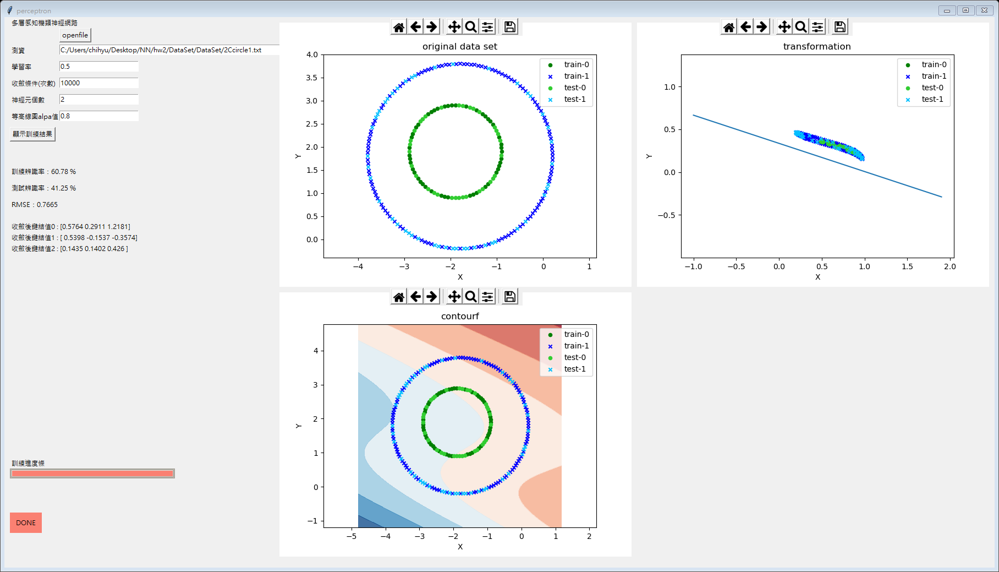 perceptron
多層感知機類神經網路
openfile
測資 C:/Users/chihyu/Desktop/NN/hw2/DataSet/DataSet/2Ccircle1.txt
學習率 0.5
收斂條件(次數) 10000
神經元個數 2
等高線圖alpa值 0.8
顯示訓練結果
訓練辨識率：60.78 %
測試辨識率：41.25 %
RMSE：0.7665
收斂後鍵結值0 : [0.5764 0.2911 1.2181]
收斂後鍵結值1 : [ 0.5398 -0.1537 -0.3574]
收斂後鍵結值2 : [0.1435 0.1402 0.426 ]
訓練進度條
DONE
original data set
train-0
train-1
test-0
test-1
4.0
3.5
3.0
2.5
2.0
1.5
1.0
0.5
0.0
Y
−4 −3 −2 −1 0 1
X
transformation
train-0
train-1
test-0
test-1
1.0
0.5
0.0
−0.5
Y
−1.0 −0.5 0.0 0.5 1.0 1.5 2.0
X
contourf
train-0
train-1
test-0
test-1
4
3
2
1
0
−1
Y
−5 −4 −3 −2 −1 0 1 2
X